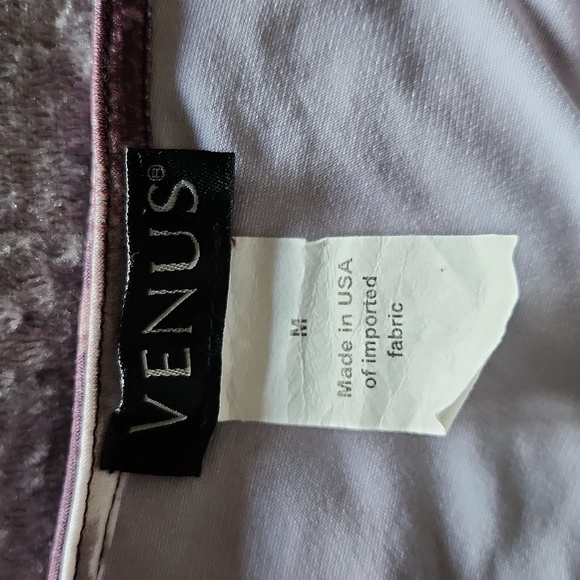 VENUS®
M
Made in USA
of imported
fabric